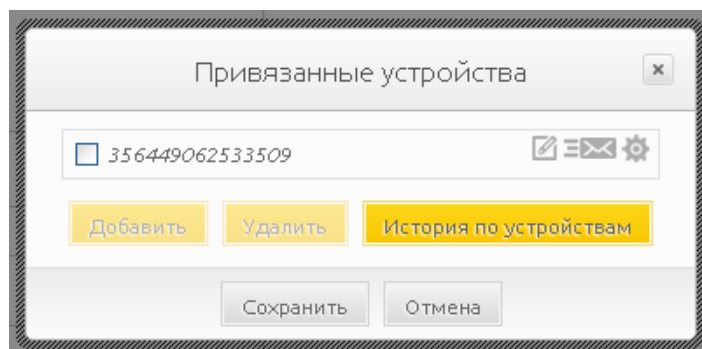 Привязанные устройства
356449062533509
Добавить Удалить История по устройствам
Сохранить Отмена